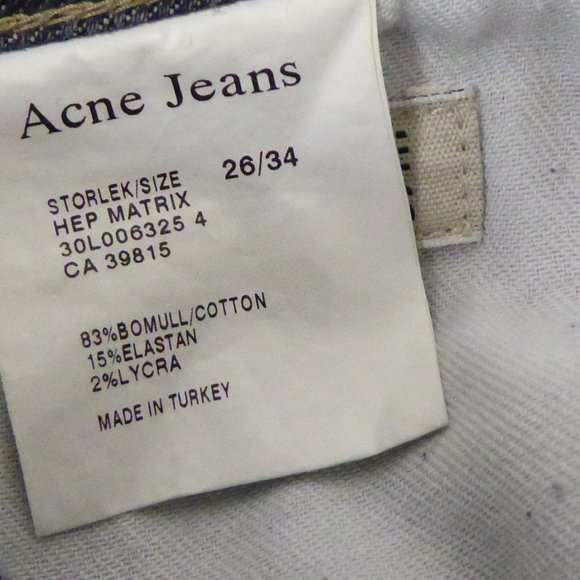 Acne Jeans
STORLEK/SIZE 26/34
HEP MATRIX
30L006325 4
CA 39815
83%BOMULL/COTTON
15%ELASTAN
2%LYCRA
MADE IN TURKEY